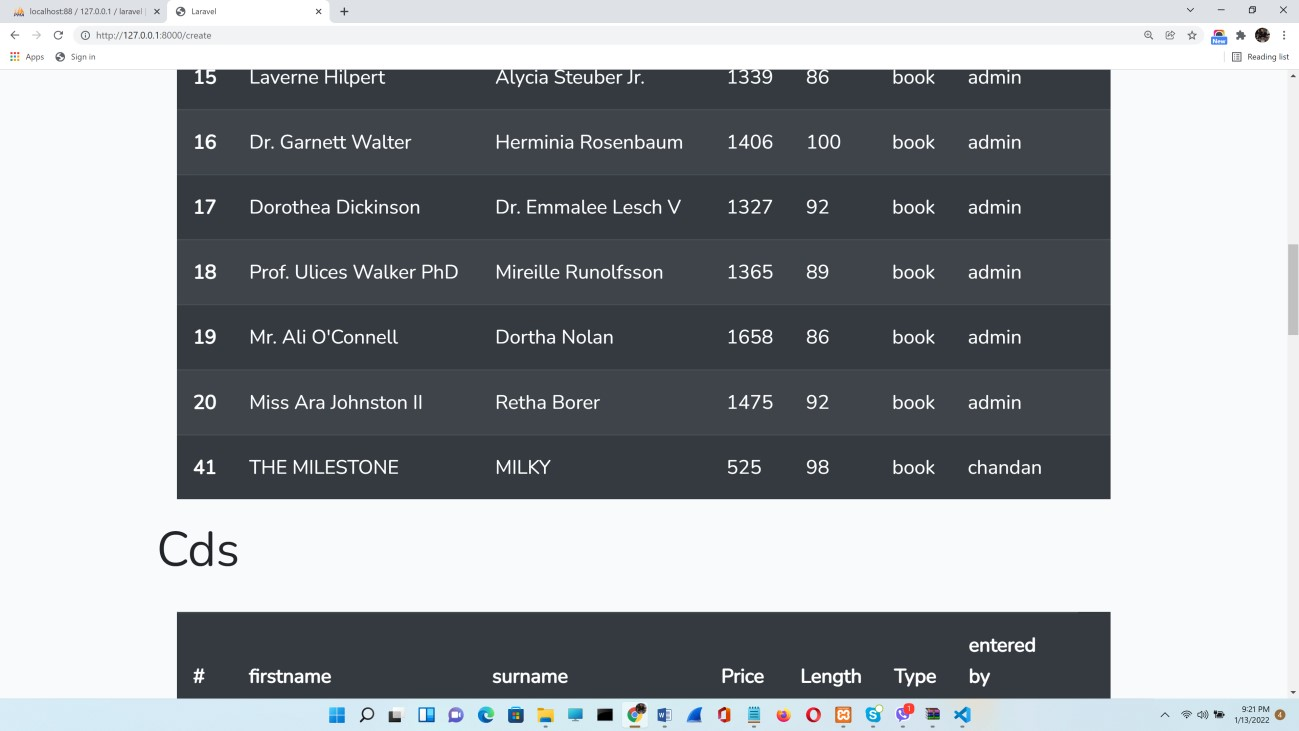 localhost:88 / 127.0.0.1 / laravel
Laravel
http://127.0.0.1:8000/create
New
Apps
Sign in
Reading list
15 Laverne Hilpert Alycia Steuber Jr. 1339 86 book admin
16 Dr. Garnett Walter Herminia Rosenbaum 1406 100 book admin
17 Dorothea Dickinson Dr. Emmalee Lesch V 1327 92 book admin
18 Prof. Ulices Walker PhD Mireille Runolfsson 1365 89 book admin
19 Mr. Ali O'Connell Dortha Nolan 1658 86 book admin
20 Miss Ara Johnston II Retha Borer 1475 92 book admin
41 THE MILESTONE MILKY 525 98 book chandan
Cds
entered
# firstname surname Price Length Type by
1
9:21 PM
1/13/2022
4